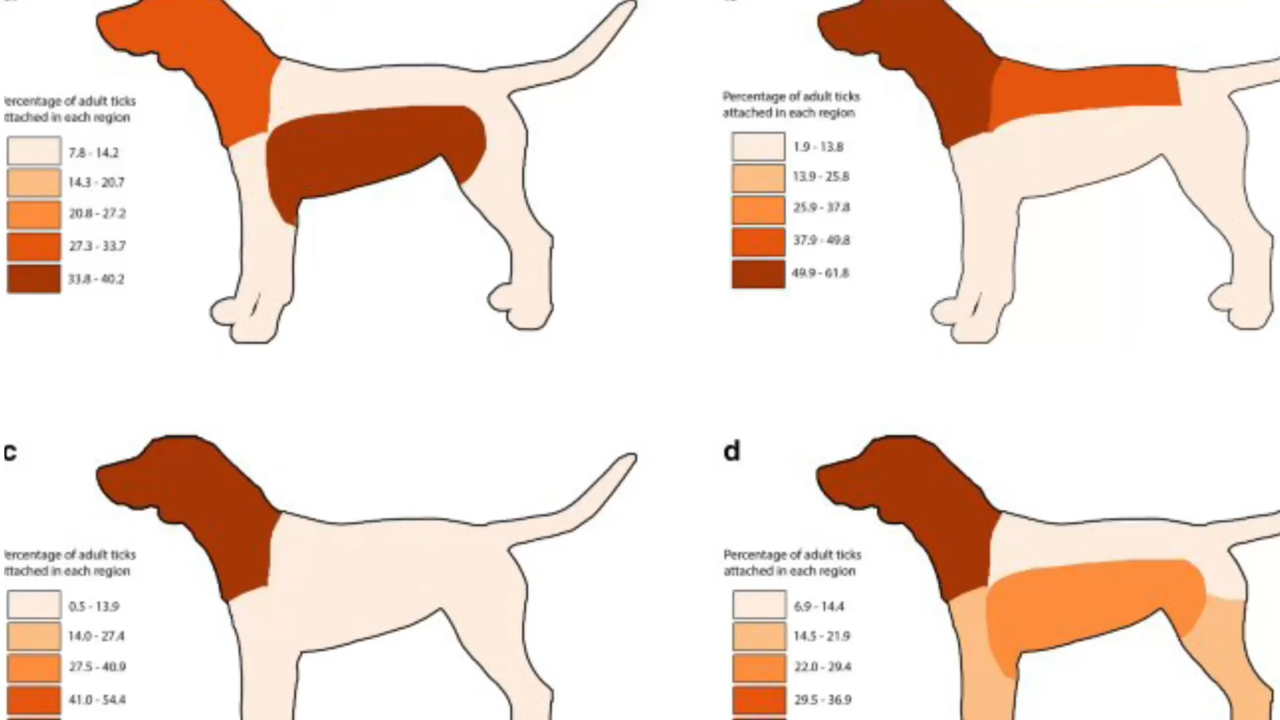 Percentage of adult ticks
attached in each region
7.8 - 14.2
14.3 - 20.7
20.8 - 27.2
27.3 - 33.7
33.8 - 40.2
Percentage of adult ticks
attached in each region
1.9 - 13.8
13.9 - 25.8
25.9 - 37.8
37.9 - 49.8
49.9 - 61.8
c
Percentage of adult ticks
attached in each region
0.5 - 13.9
14.0 - 27.4
27.5 - 40.9
41.0 - 54.4
d
Percentage of adult ticks
attached in each region
6.9 - 14.4
14.5 - 21.9
22.0 - 29.4
29.5 - 36.9